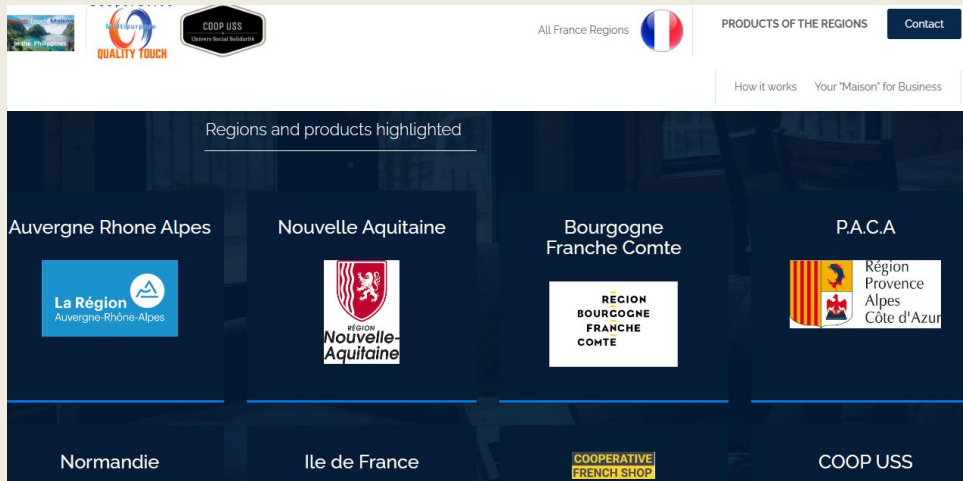 Maison
in the Philippines
Multipurpose
QUALITY TOUCH
COOP USS
Univers Social Solidarité
All France Regions
PRODUCTS OF THE REGIONS
Contact
How it works
Your "Maison" for Business
Regions and products highlighted
Auvergne Rhone Alpes
Nouvelle Aquitaine
Bourgogne
Franche Comte
P.A.C.A
La Région
Auvergne-Rhône-Alpes
RÉGION
Nouvelle-
Aquitaine
REGION
BOURGOGNE
FRANCHE
COMTE
Région
Provence
Alpes
Côte d'Azur
Normandie
Ile de France
COOPERATIVE
FRENCH SHOP
COOP USS